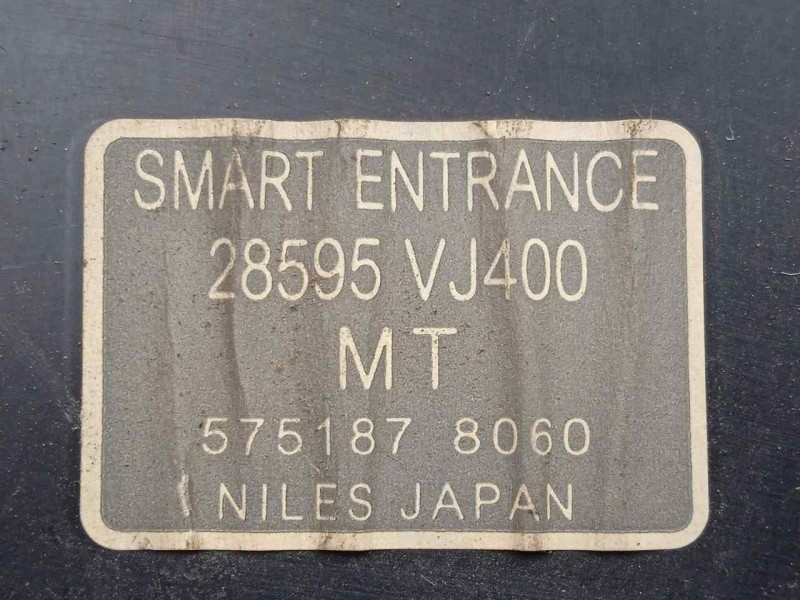 SMART ENTRANCE
28595 VJ400
MT
575187 8060
NILES JAPAN